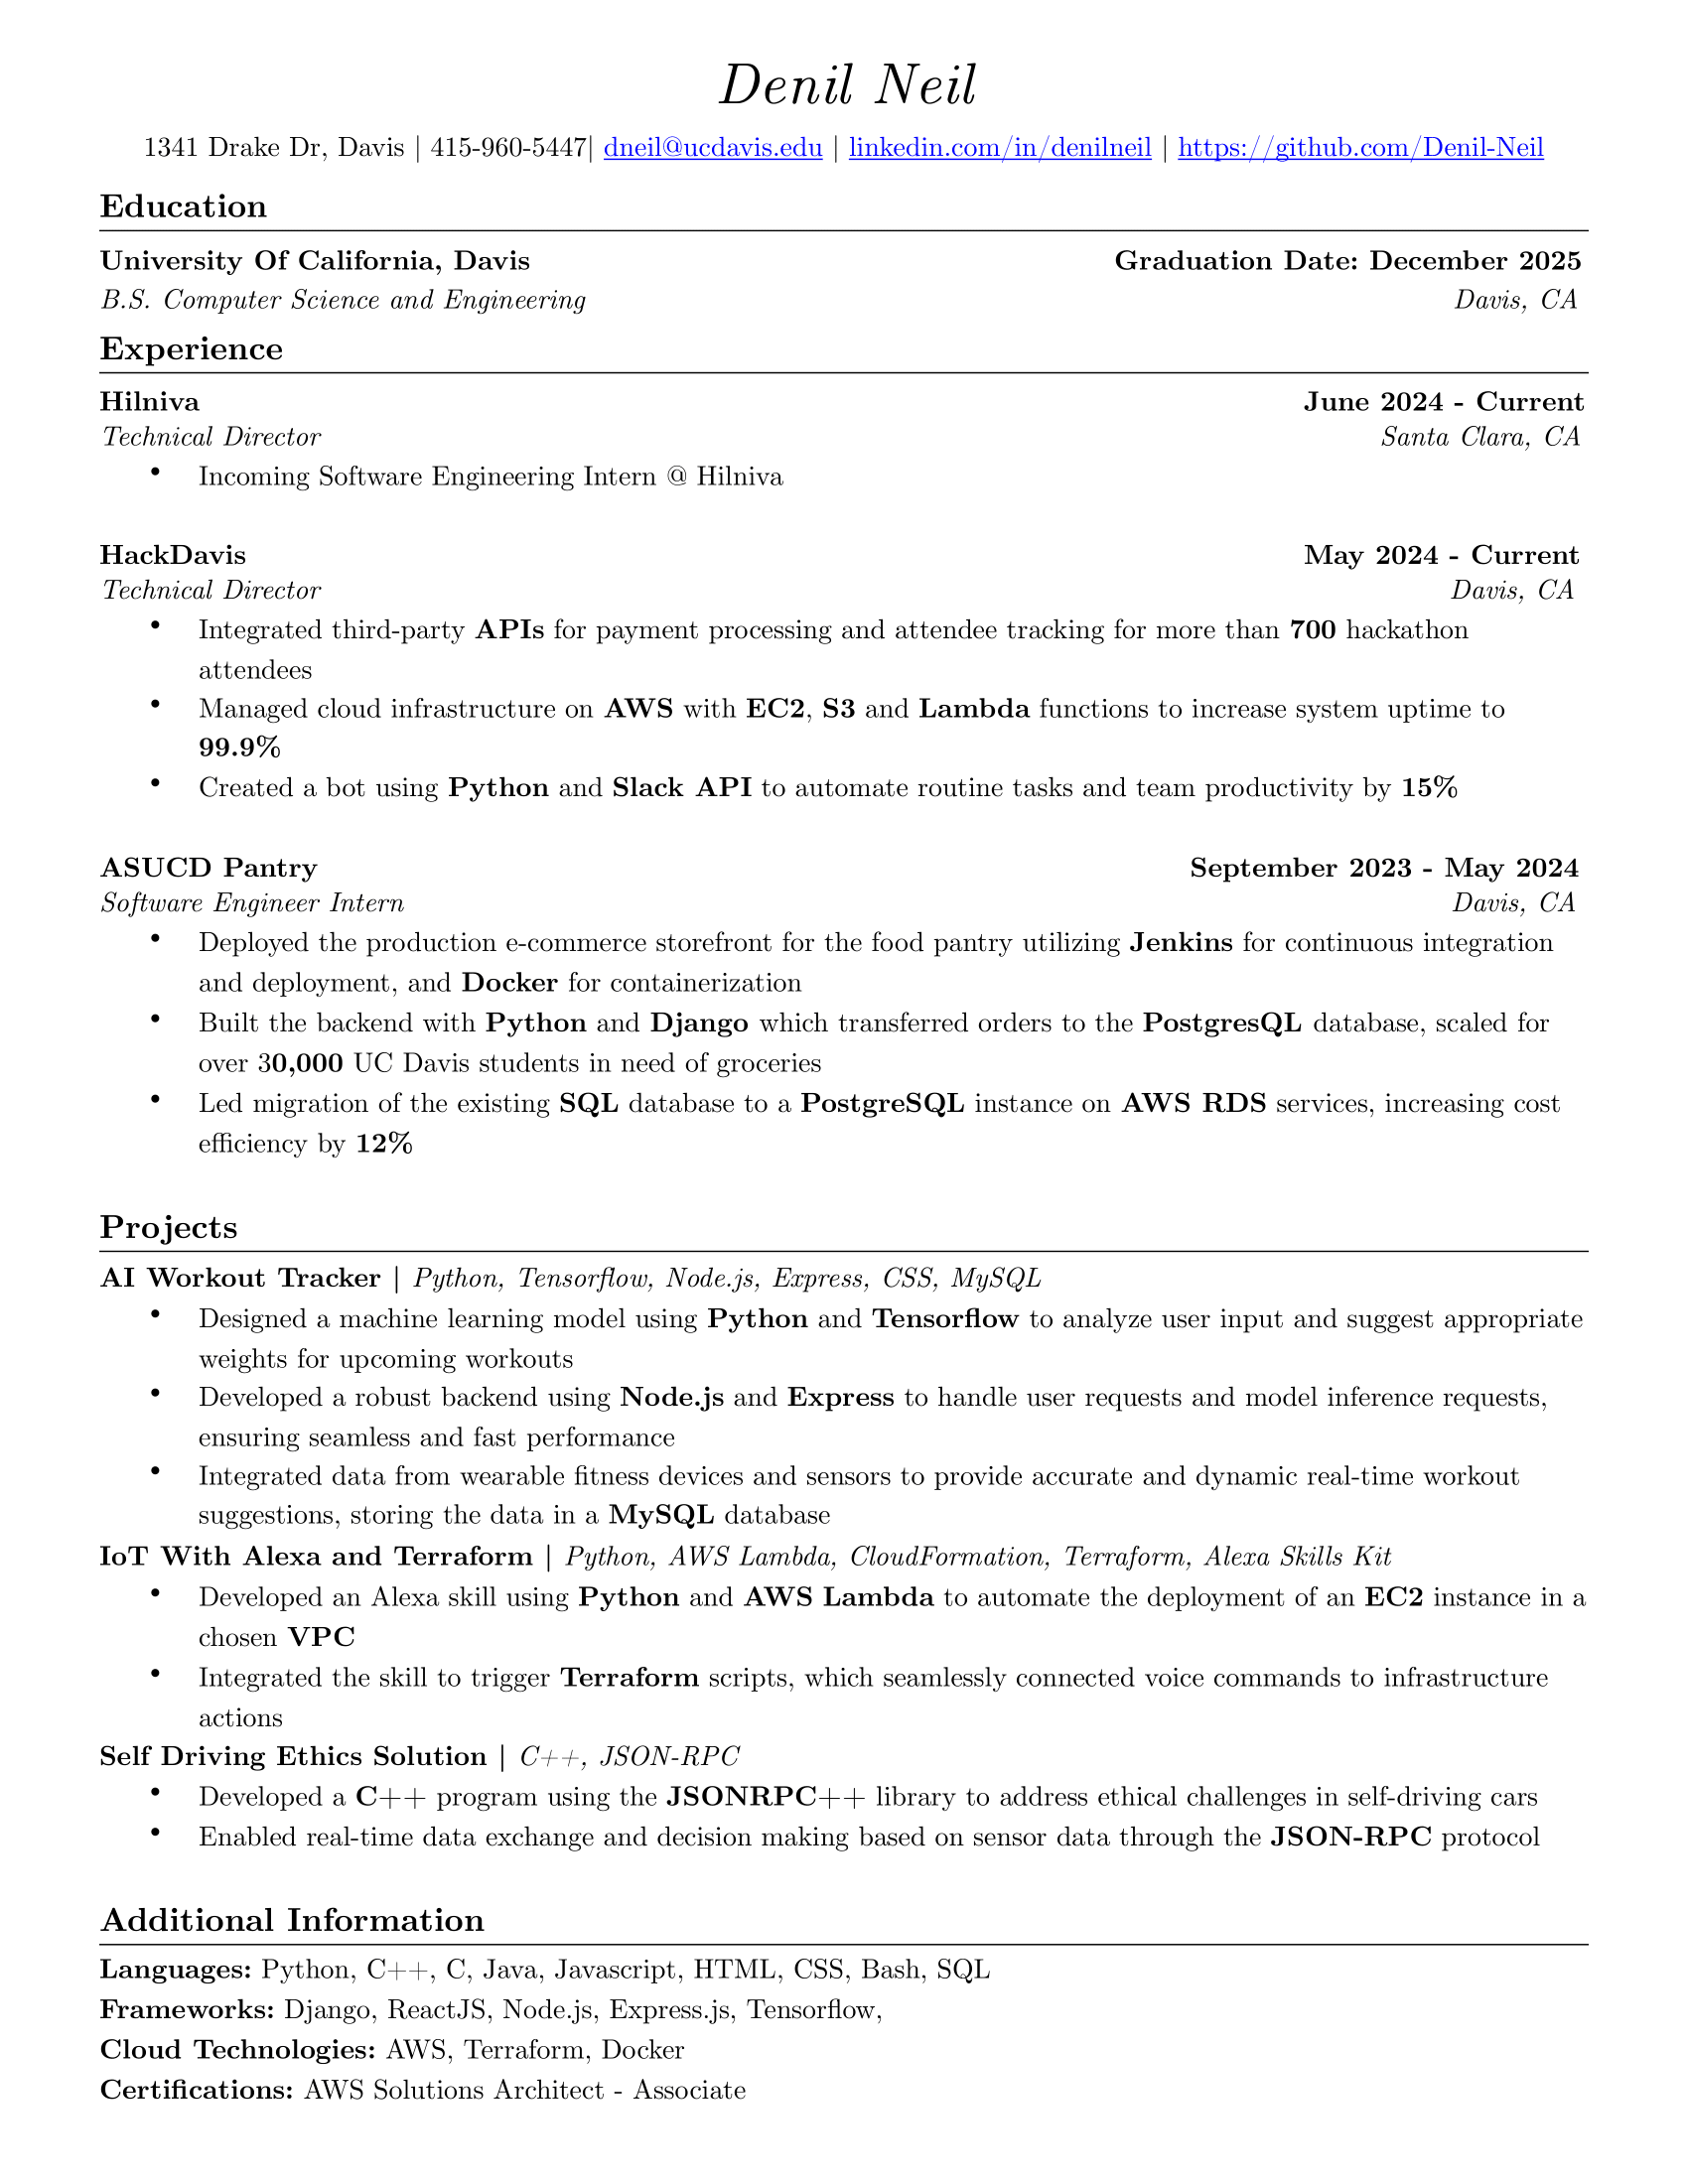 Denil Neil
1341 Drake Dr, Davis | 415-960-5447| dneil@ucdavis.edu | linkedin.com/in/denilneil | https://github.com/Denil-Neil
Education
University Of California, Davis Graduation Date: December 2025
B.S. Computer Science and Engineering Davis, CA
Experience
Hilniva June 2024 - Current
Technical Director Santa Clara, CA
• Incoming Software Engineering Intern @ Hilniva
HackDavis May 2024 - Current
Technical Director Davis, CA
• Integrated third-party APIs for payment processing and attendee tracking for more than 700 hackathon
attendees
• Managed cloud infrastructure on AWS with EC2, S3 and Lambda functions to increase system uptime to
99.9%
• Created a bot using Python and Slack API to automate routine tasks and team productivity by 15%
ASUCD Pantry September 2023 - May 2024
Software Engineer Intern Davis, CA
• Deployed the production e-commerce storefront for the food pantry utilizing Jenkins for continuous integration
and deployment, and Docker for containerization
• Built the backend with Python and Django which transferred orders to the PostgresQL database, scaled for
over 30,000 UC Davis students in need of groceries
• Led migration of the existing SQL database to a PostgreSQL instance on AWS RDS services, increasing cost
efficiency by 12%
Projects
AI Workout Tracker | Python, Tensorflow, Node.js, Express, CSS, MySQL
• Designed a machine learning model using Python and Tensorflow to analyze user input and suggest appropriate
weights for upcoming workouts
• Developed a robust backend using Node.js and Express to handle user requests and model inference requests,
ensuring seamless and fast performance
• Integrated data from wearable fitness devices and sensors to provide accurate and dynamic real-time workout
suggestions, storing the data in a MySQL database
IoT With Alexa and Terraform | Python, AWS Lambda, CloudFormation, Terraform, Alexa Skills Kit
• Developed an Alexa skill using Python and AWS Lambda to automate the deployment of an EC2 instance in a
chosen VPC
• Integrated the skill to trigger Terraform scripts, which seamlessly connected voice commands to infrastructure
actions
Self Driving Ethics Solution | C++, JSON-RPC
• Developed a C++ program using the JSONRPC++ library to address ethical challenges in self-driving cars
• Enabled real-time data exchange and decision making based on sensor data through the JSON-RPC protocol
Additional Information
Languages: Python, C++, C, Java, Javascript, HTML, CSS, Bash, SQL
Frameworks: Django, ReactJS, Node.js, Express.js, Tensorflow,
Cloud Technologies: AWS, Terraform, Docker
Certifications: AWS Solutions Architect - Associate